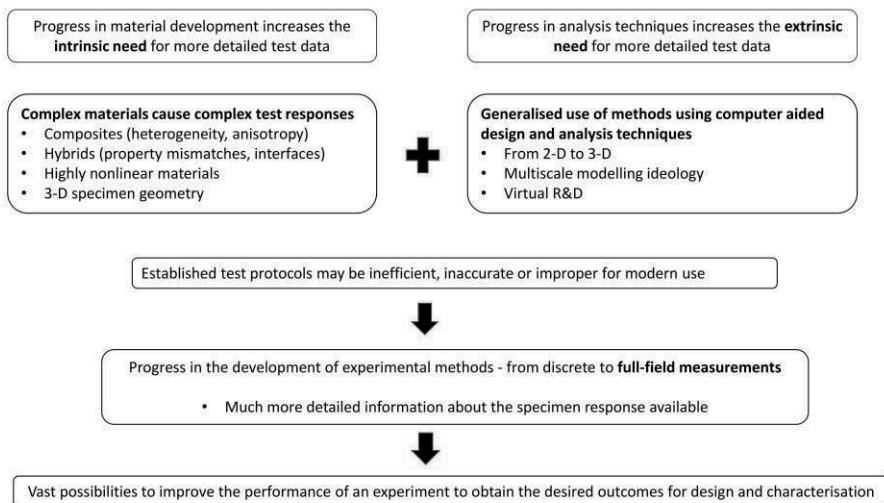 Progress in material development increases the
intrinsic need for more detailed test data
Progress in analysis techniques increases the extrinsic
need for more detailed test data
Complex materials cause complex test responses
• Composites (heterogeneity, anisotropy)
• Hybrids (property mismatches, interfaces)
• Highly nonlinear materials
• 3-D specimen geometry
Generalised use of methods using computer aided
design and analysis techniques
• From 2-D to 3-D
• Multiscale modelling ideology
• Virtual R&D
Established test protocols may be inefficient, inaccurate or improper for modern use
Progress in the development of experimental methods - from discrete to full-field measurements
• Much more detailed information about the specimen response available
Vast possibilities to improve the performance of an experiment to obtain the desired outcomes for design and characterisation